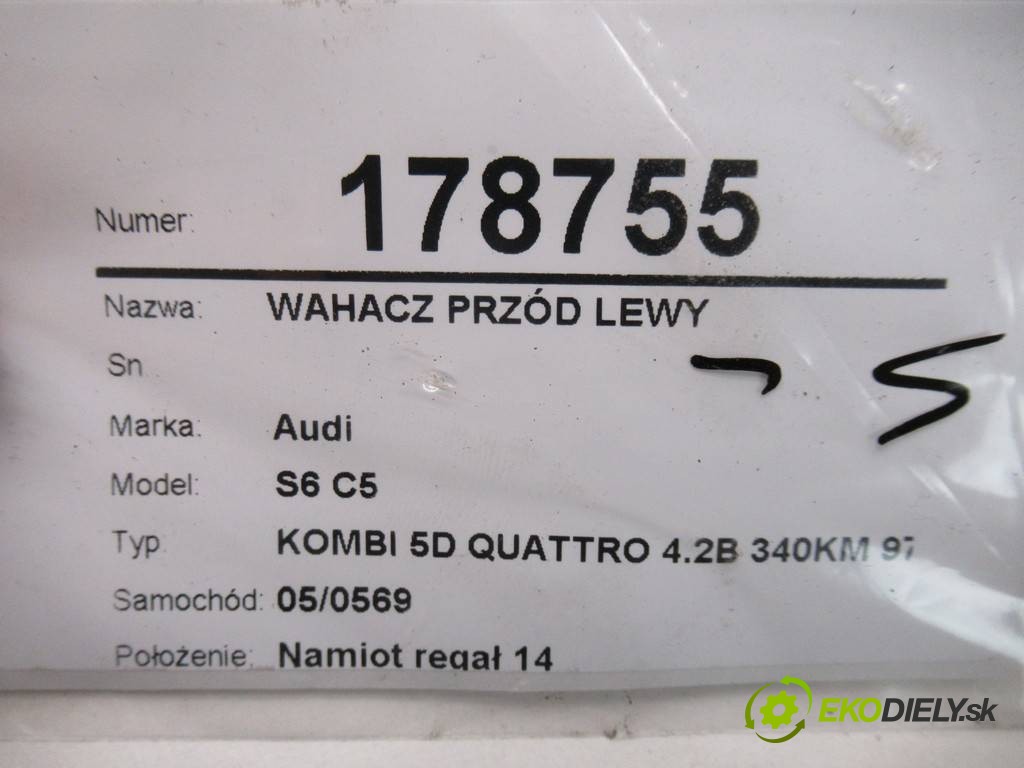 Numer: 178755
Nazwa: WAHACZ PRZÓD LEWY
Sn
Marka: Audi
Model: S6 C5
Typ KOMBI 5D QUATTRO 4.2B 340KM 97
Samochód: 05/0569
Położenie: Namiot regał 14
EKODIELY.sk